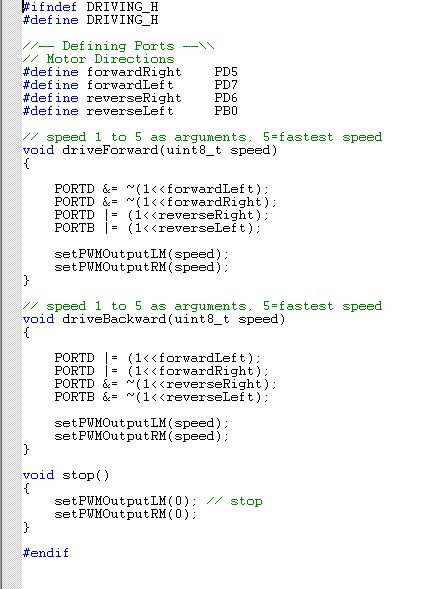 #ifndef DRIVING_H
#define DRIVING_H

//-- Defining Ports --\\
// Motor Directions
#define forwardRight    PD5
#define forwardLeft     PD7
#define reverseRight    PD6
#define reverseLeft     PB0

// speed 1 to 5 as arguments, 5=fastest speed
void driveForward(uint8_t speed)
{

    PORTD &= ~(1<<forwardLeft);
    PORTD &= ~(1<<forwardRight);
    PORTD |= (1<<reverseRight);
    PORTB |= (1<<reverseLeft);

    setPWMOutputLM(speed);
    setPWMOutputRM(speed);
}

// speed 1 to 5 as arguments, 5=fastest speed
void driveBackward(uint8_t speed)
{

    PORTD |= (1<<forwardLeft);
    PORTD |= (1<<forwardRight);
    PORTD &= ~(1<<reverseRight);
    PORTB &= ~(1<<reverseLeft);

    setPWMOutputLM(speed);
    setPWMOutputRM(speed);
}

void stop()
{
    setPWMOutputLM(0); // stop
    setPWMOutputRM(0);
}

#endif